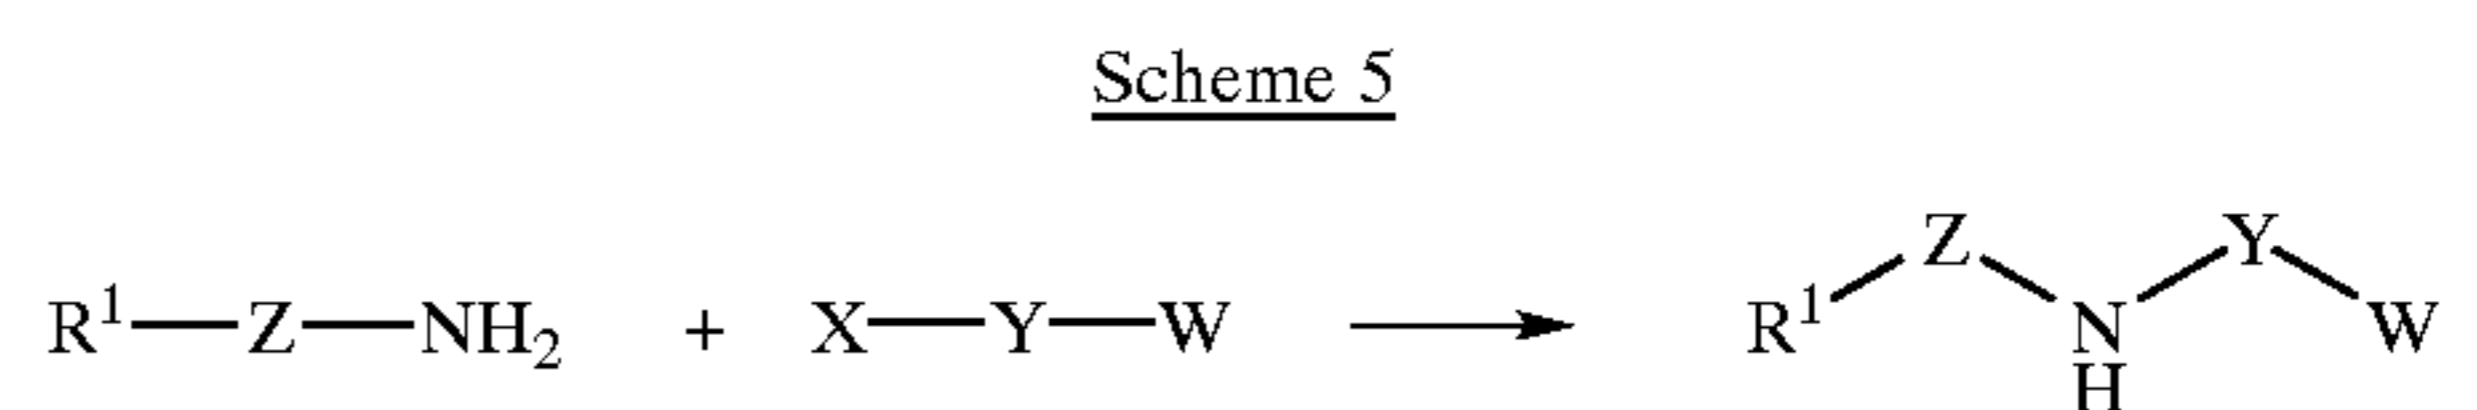 Scheme 5
R¹—Z—NH₂ + X—Y—W ⟶ R¹ Z N H Y W